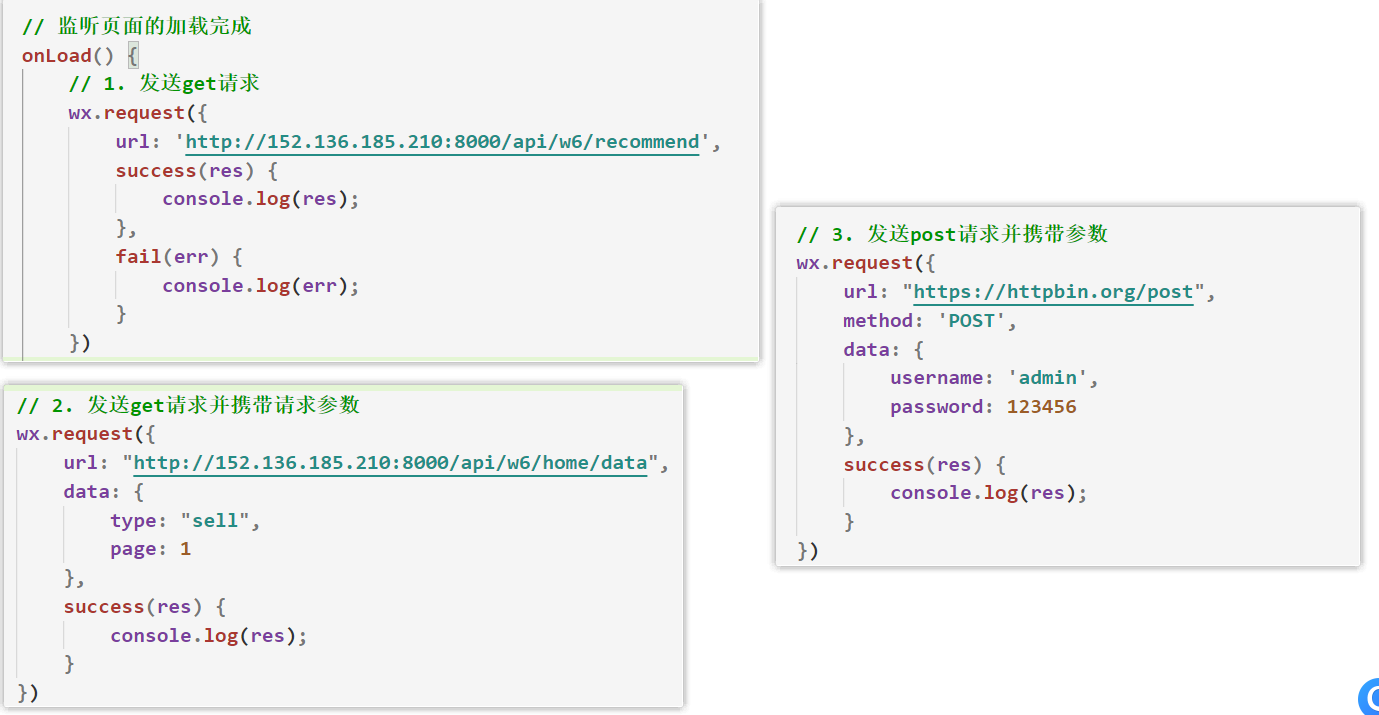 // 监听页面的加载完成
onLoad() {
// 1. 发送get请求
wx.request({
url: 'http://152.136.185.210:8000/api/w6/recommend',
success(res) {
console.log(res);
},
fail(err) {
console.log(err);
}
})
// 2. 发送get请求并携带请求参数
wx.request({
url: "http://152.136.185.210:8000/api/w6/home/data",
data: {
type: "sell",
page: 1
},
success(res) {
console.log(res);
}
})
// 3. 发送post请求并携带参数
wx.request({
url: "https://httpbin.org/post",
method: 'POST',
data: {
username: 'admin',
password: 123456
},
success(res) {
console.log(res);
}
})